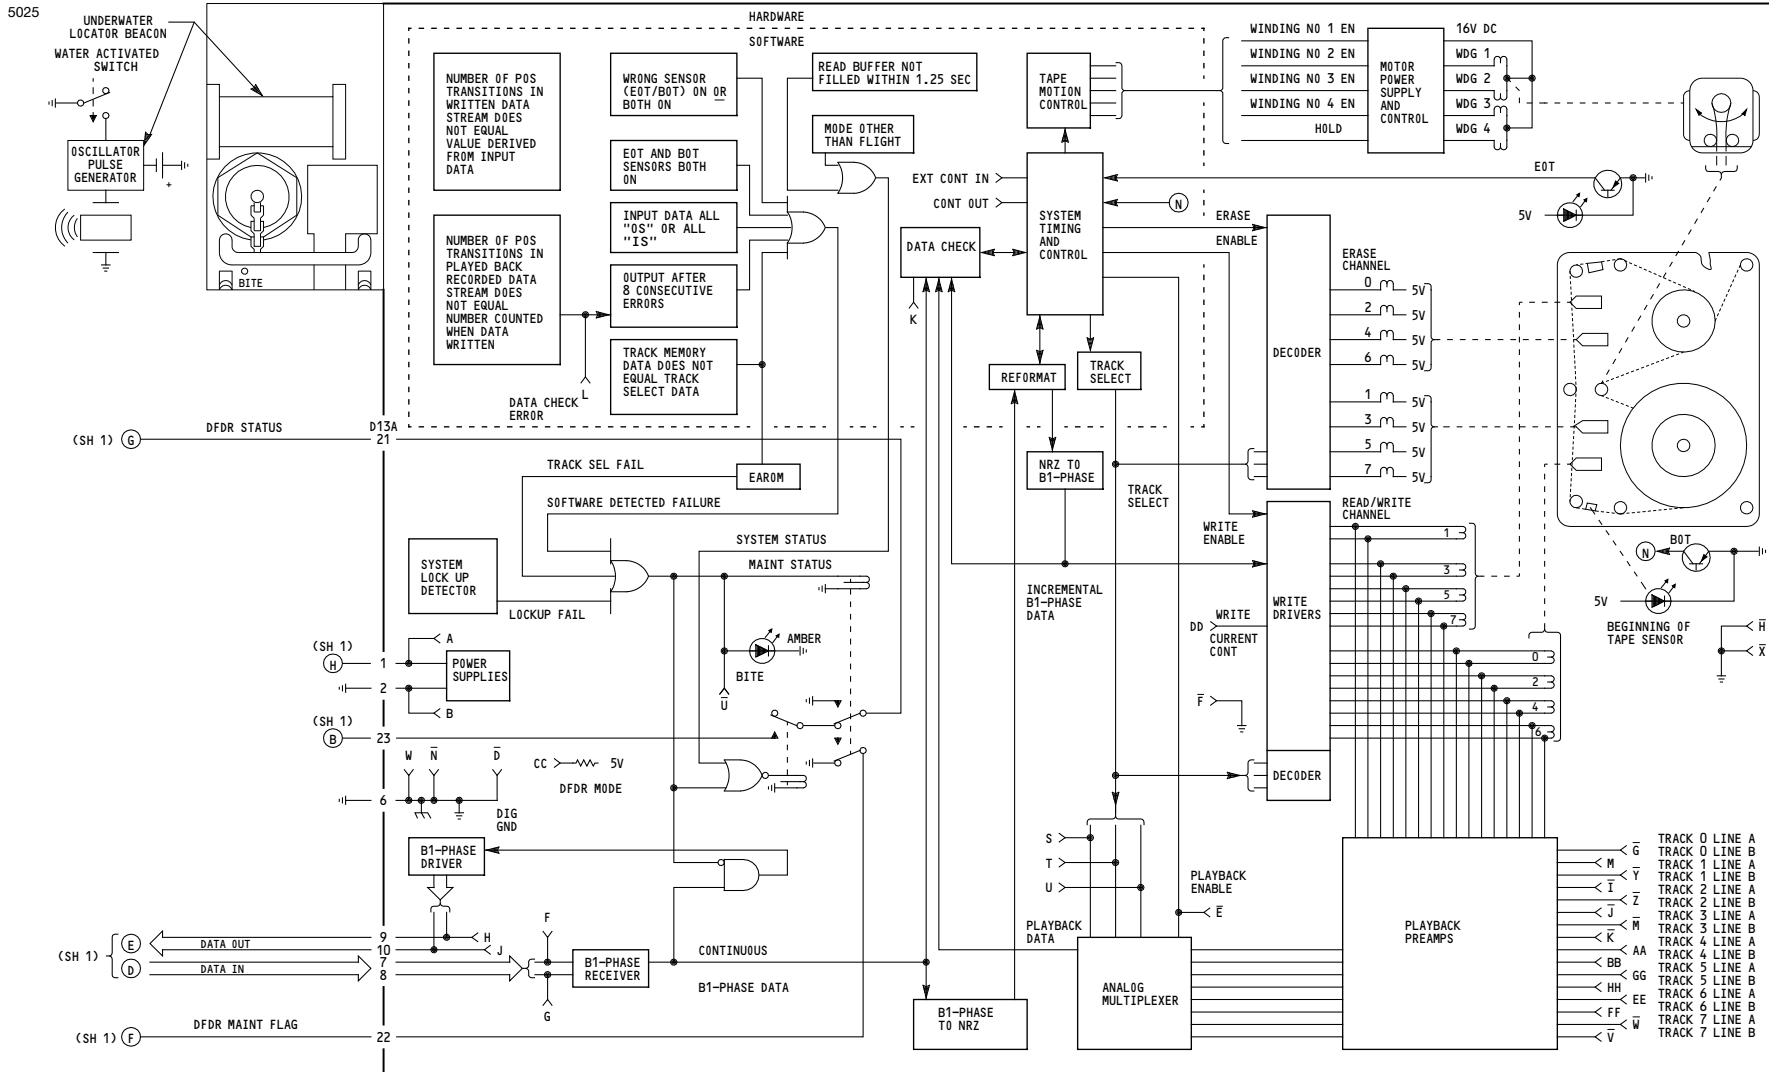 5025
UNDERWATER
LOCATOR BEACON
WATER ACTIVATED
SWITCH
OSCILLATOR
PULSE
GENERATOR
+
BITE
HARDWARE
SOFTWARE
NUMBER OF POS
TRANSITIONS IN
WRITTEN DATA
STREAM DOES
NOT EQUAL
VALUE DERIVED
FROM INPUT
DATA
WRONG SENSOR
(EOT/BOT) ON OR
BOTH ON
READ BUFFER NOT
FILLED WITHIN 1.25 SEC
MODE OTHER
THAN FLIGHT
EOT AND BOT
SENSORS BOTH
ON
INPUT DATA ALL
"OS" OR ALL
"IS"
NUMBER OF POS
TRANSITIONS IN
PLAYED BACK
RECORDED DATA
STREAM DOES
NOT EQUAL
NUMBER COUNTED
WHEN DATA
WRITTEN
OUTPUT AFTER
8 CONSECUTIVE
ERRORS
TRACK MEMORY
DATA DOES NOT
EQUAL TRACK
SELECT DATA
L
DATA CHECK
ERROR
TAPE
MOTION
CONTROL
EXT CONT IN
CONT OUT
SYSTEM
TIMING
AND
CONTROL
N
DATA CHECK
K
REFORMAT
TRACK
SELECT
ERASE
ENABLE
WINDING NO 1 EN
WINDING NO 2 EN
WINDING NO 3 EN
WINDING NO 4 EN
HOLD
MOTOR
POWER
SUPPLY
AND
CONTROL
16V DC
WDG 1
WDG 2
WDG 3
WDG 4
EOT
5V
DECODER
ERASE
CHANNEL
0 5V
2 5V
4 5V
6 5V
1 5V
3 5V
5 5V
7 5V
(SH 1) G
DFDR STATUS
D13A
21
TRACK SEL FAIL
EAROM
SOFTWARE DETECTED FAILURE
NRZ TO
B1-PHASE
TRACK
SELECT
READ/WRITE
CHANNEL
WRITE
ENABLE
SYSTEM STATUS
MAINT STATUS
SYSTEM
LOCK UP
DETECTOR
LOCKUP FAIL
INCREMENTAL
B1-PHASE
DATA
WRITE
DRIVERS
DD
WRITE
CURRENT
CONT
F̅
1
3
5
7
0
2
4
6
N
BOT
5V
BEGINNING OF
TAPE SENSOR
H̅
X̅
(SH 1)
H
1
A
POWER
SUPPLIES
2
B
AMBER
BITE
U̅
(SH 1)
B
23
W N̅ D̅
6
DIG
GND
CC 5V
DFDR MODE
DECODER
B1-PHASE
DRIVER
S
T
U
PLAYBACK
ENABLE
E̅
PLAYBACK
DATA
(SH 1)
E
DATA OUT
9
10
H
J
D
DATA IN
7
8
F
G
B1-PHASE
RECEIVER
CONTINUOUS
B1-PHASE DATA
B1-PHASE
TO NRZ
ANALOG
MULTIPLEXER
PLAYBACK
PREAMPS
(SH 1) F
DFDR MAINT FLAG
22
G̅
M
Y̅
I̅
Z̅
J̅
M̅
K̅
AA
BB
GG
HH
EE
FF
W̅
V̅
TRACK 0 LINE A
TRACK 0 LINE B
TRACK 1 LINE A
TRACK 1 LINE B
TRACK 2 LINE A
TRACK 2 LINE B
TRACK 3 LINE A
TRACK 3 LINE B
TRACK 4 LINE A
TRACK 4 LINE B
TRACK 5 LINE A
TRACK 5 LINE B
TRACK 6 LINE A
TRACK 6 LINE B
TRACK 7 LINE A
TRACK 7 LINE B